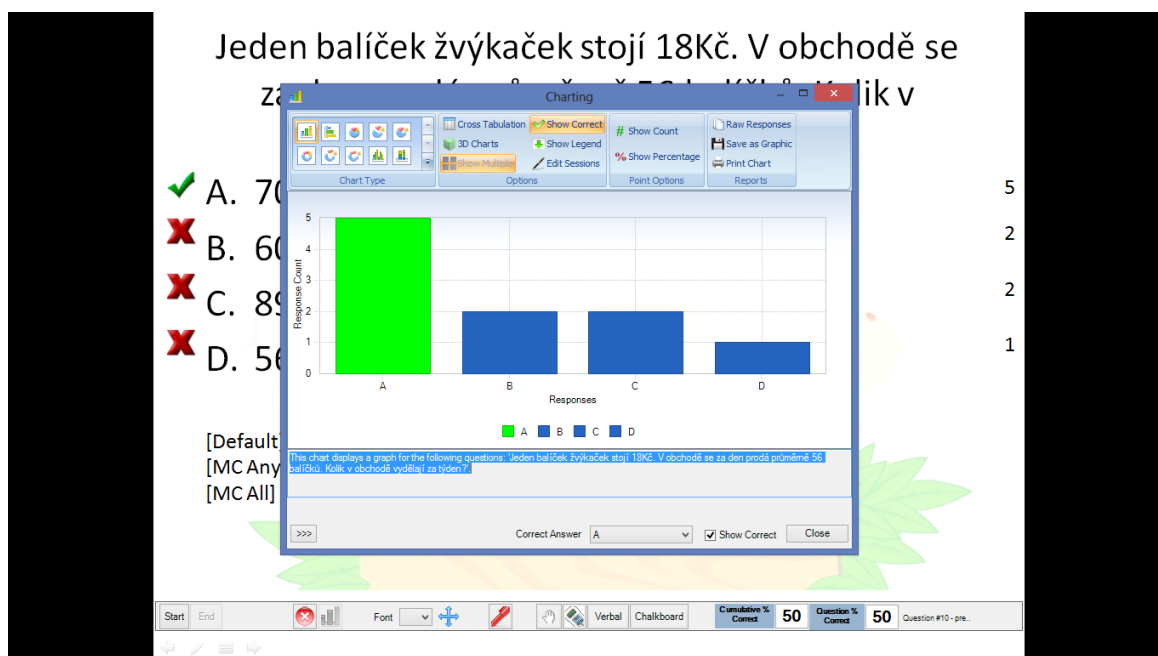 Jeden balíček žvýkaček stojí 18Kč. V obchodě se
lik v
Charting
Cross Tabulation
Show Correct
3D Charts
Show Legend
Show Multiple
Edit Sessions
# Show Count
% Show Percentage
Raw Responses
Save as Graphic
Print Chart
Chart Type
Options
Point Options
Reports
A. 70
5
B. 60
2
C. 89
2
D. 56
1
5
4
3
2
1
0
Response Count
A B C D
Responses
A B C D
[Default]
[MC Any
[MC All]
This chart displays a graph for the following questions: 'Jeden balíček žvýkaček stojí 18Kč. V obchodě se za den prodá průměrně 56
balíčků. Kolik v obchodě vydělají za týden?'.
>>>
Correct Answer A
Show Correct
Close
Start
End
Font
Verbal
Chalkboard
Cumulative %
Correct
50
Question %
Correct
50
Question #10 - pre..